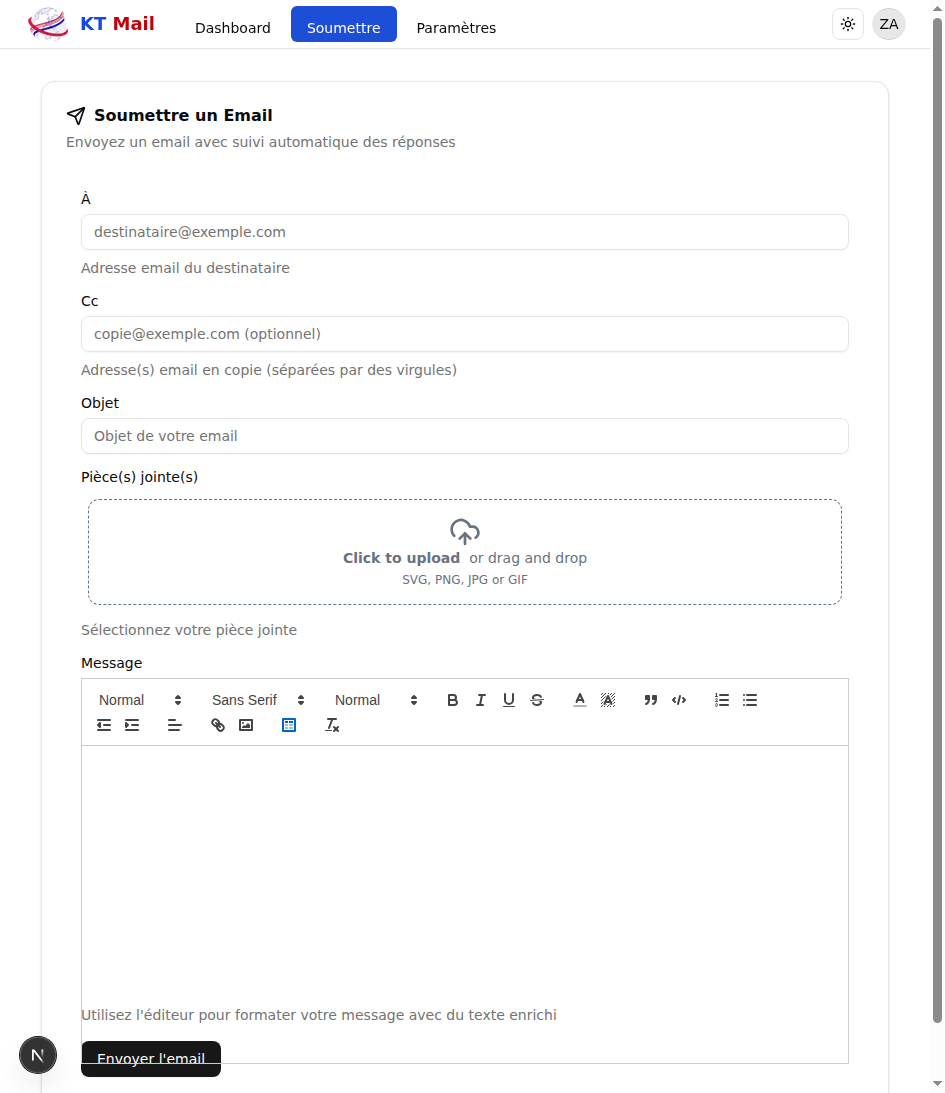 KT Mail Dashboard Soumettre Paramètres ZA
Soumettre un Email
Envoyez un email avec suivi automatique des réponses
À
destinataire@exemple.com
Adresse email du destinataire
Cc
copie@exemple.com (optionnel)
Adresse(s) email en copie (séparées par des virgules)
Objet
Objet de votre email
Pièce(s) jointe(s)
Click to upload or drag and drop
SVG, PNG, JPG or GIF
Sélectionnez votre pièce jointe
Message
Normal Sans Serif Normal B I U S A A
Utilisez l'éditeur pour formater votre message avec du texte enrichi
N
Envoyer l'email